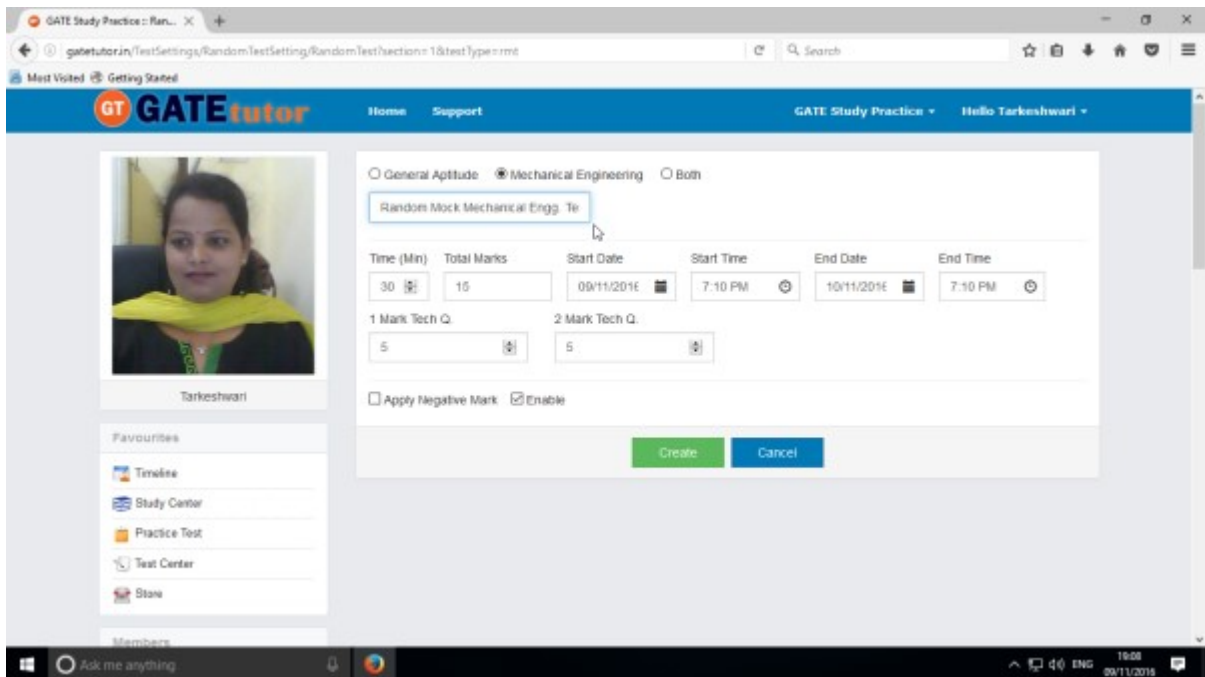 GATE Study Practice :: Ran...
gatetutor.in/TestSettings/RandomTestSetting/RandomTest?section=1&testType=rmt
Search
Most Visited Getting Started
GT GATEtutor Home Support GATE Study Practice Hello Tarkeshwari
General Aptitude Mechanical Engineering Both
Random Mock Mechanical Engg. Te
Time (Min) Total Marks Start Date Start Time End Date End Time
30 15 09/11/2016 7:10 PM 10/11/2016 7:10 PM
1 Mark Tech Q. 2 Mark Tech Q.
5 5
Tarkeshwari
Apply Negative Mark Enable
Create Cancel
Favourites
Timeline
Study Center
Practice Test
Test Center
Store
Members
Ask me anything
ENG
19:08
09/11/2016